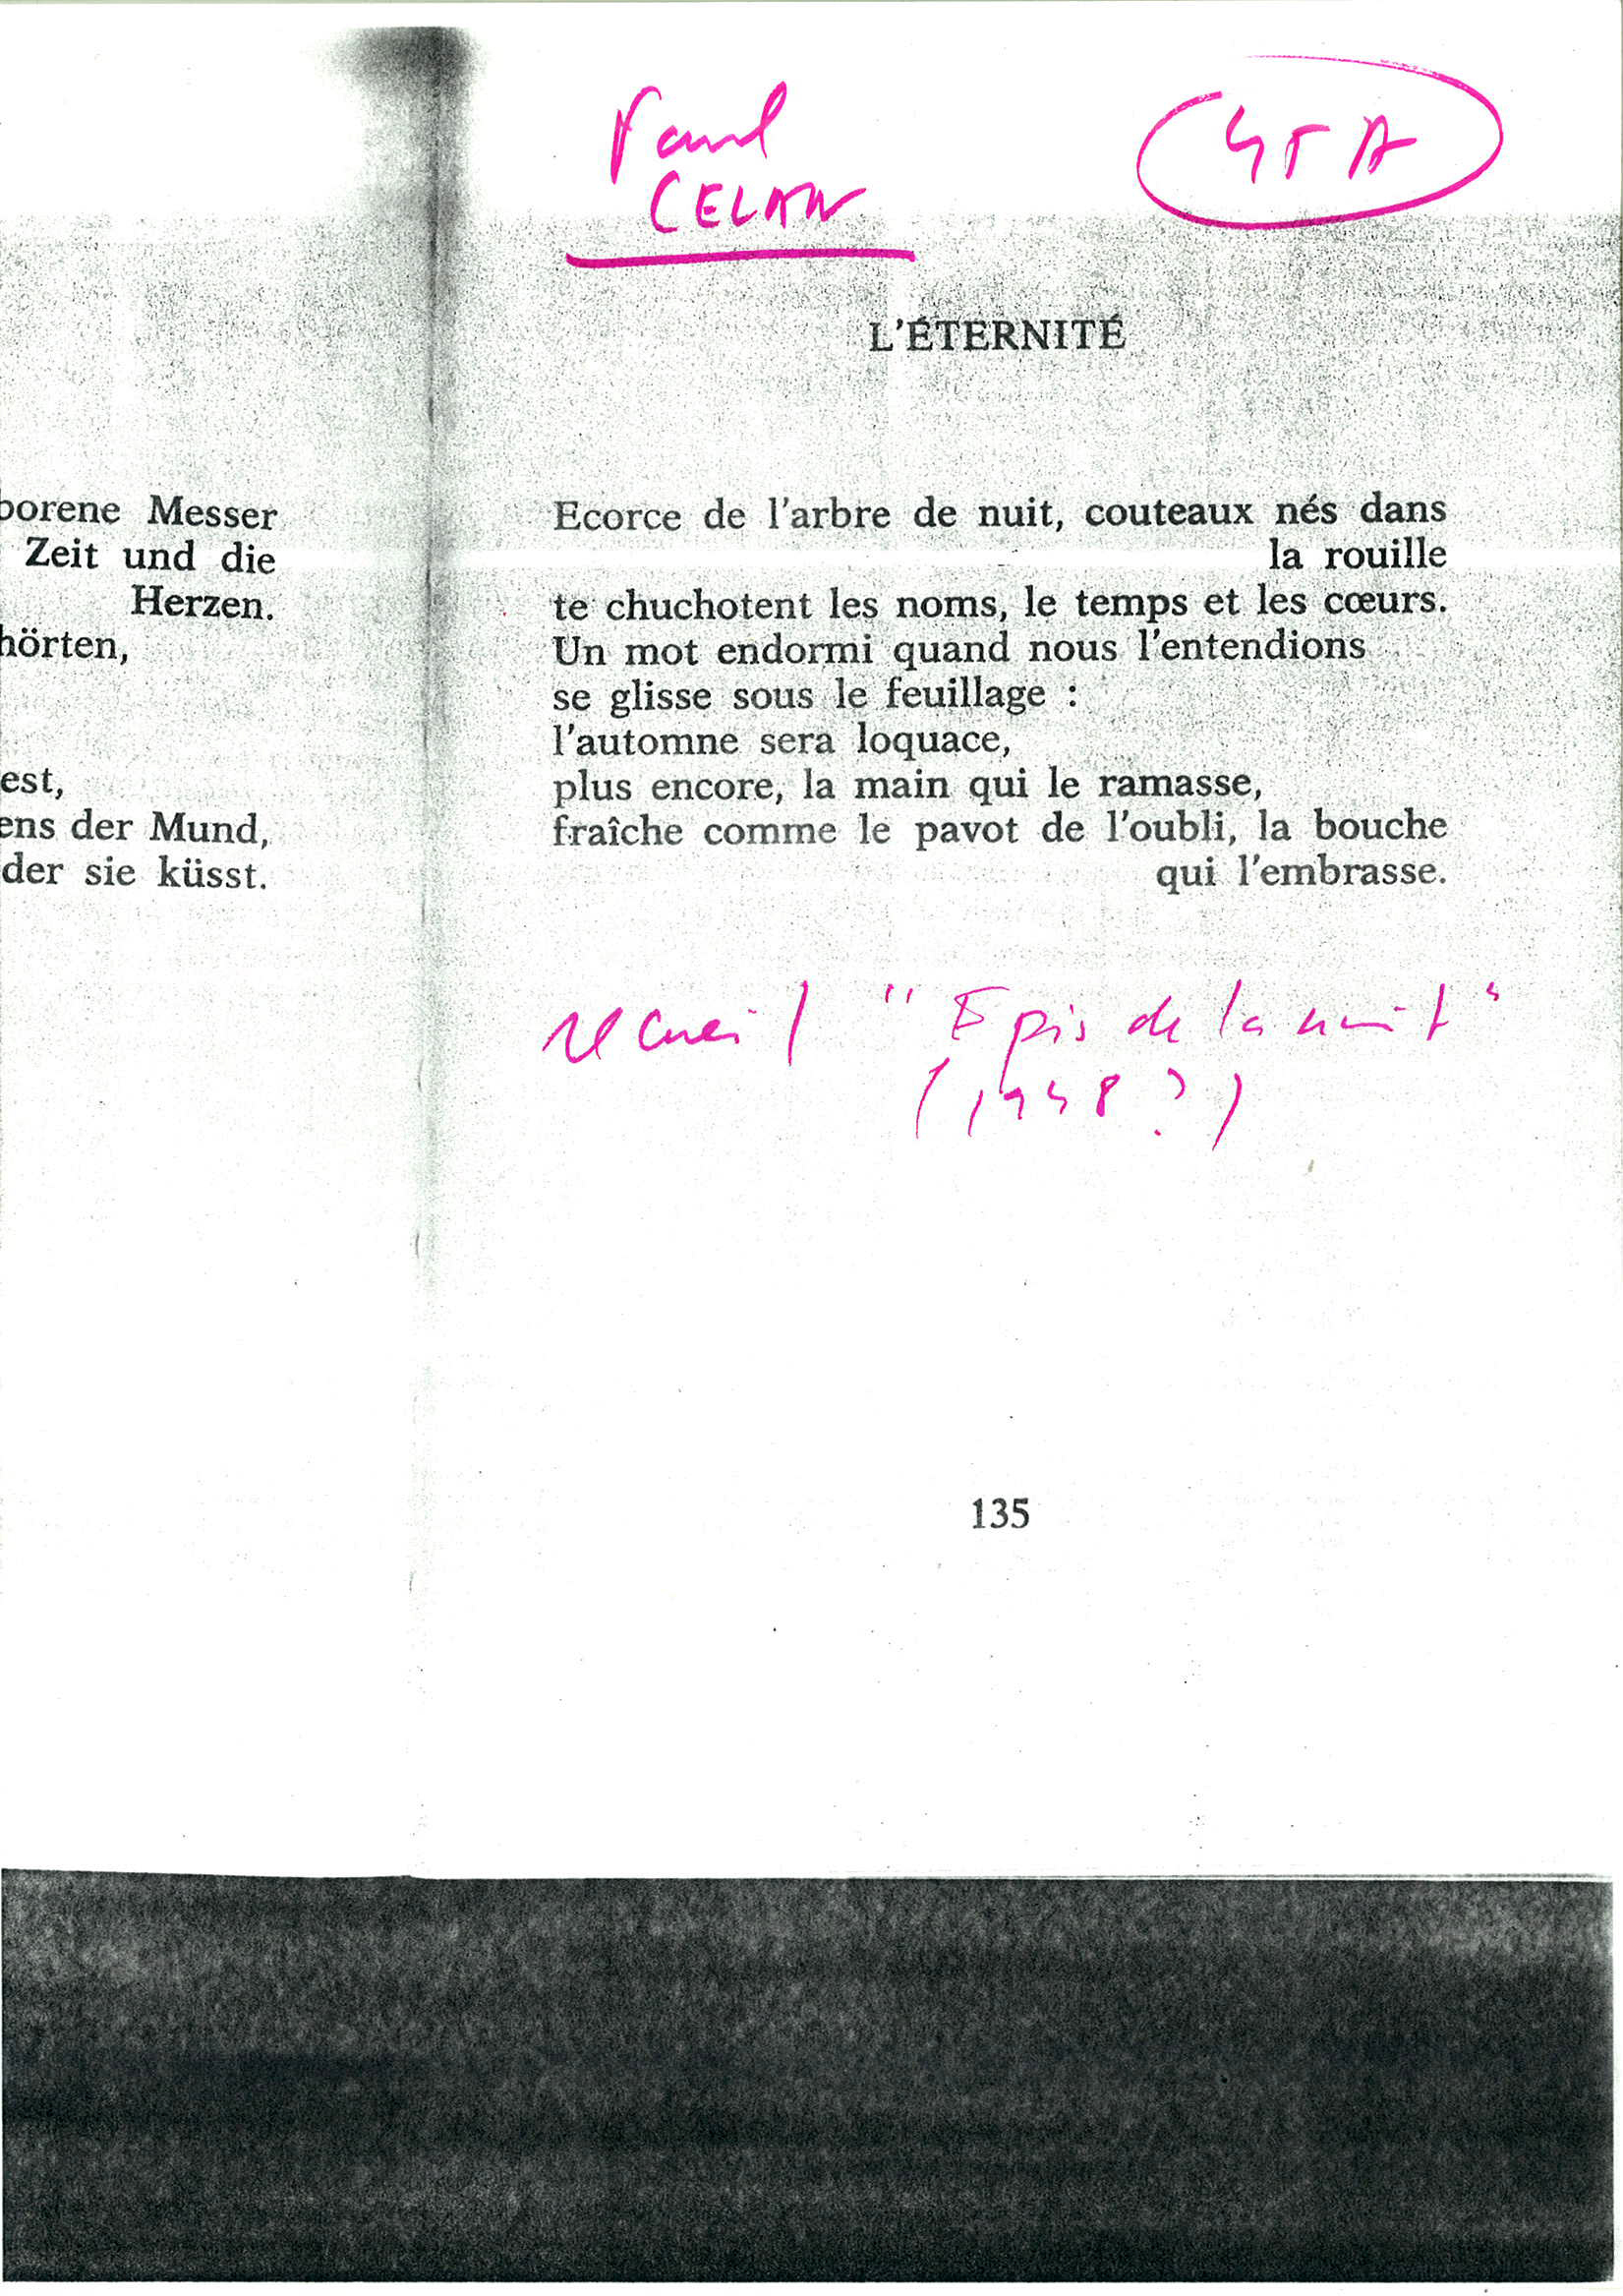 Paul
CELAN
L'ÉTERNITÉ
borene Messer
Zeit und die
Herzen.
hörten,
est,
ens der Mund,
der sie küsst.
Ecorce de l'arbre de nuit, couteaux nés dans
la rouille
te chuchotent les noms, le temps et les cœurs.
Un mot endormi quand nous l'entendions
se glisse sous le feuillage :
l'automne sera loquace,
plus encore, la main qui le ramasse,
fraîche comme le pavot de l'oubli, la bouche
qui l'embrasse.
recueil "Epis de la nuit"
(1948 ?)
135